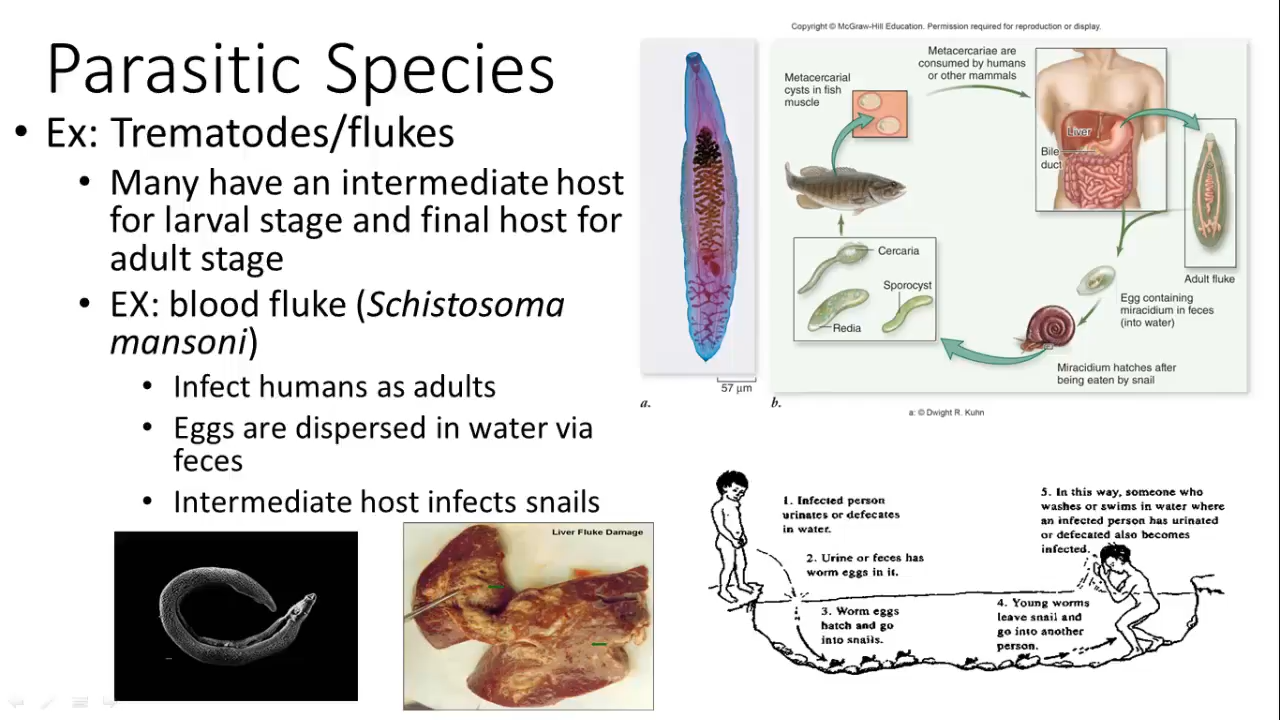 Parasitic Species
• Ex: Trematodes/flukes
• Many have an intermediate host
for larval stage and final host for
adult stage
• EX: blood fluke (Schistosoma
mansoni)
• Infect humans as adults
• Eggs are dispersed in water via
feces
• Intermediate host infects snails
Liver Fluke Damage
Copyright © McGraw-Hill Education. Permission required for reproduction or display.
57 µm
a.
Metacercarial
cysts in fish
muscle
Metacercariae are
consumed by humans
or other mammals
Liver
Bile
duct
Adult fluke
Egg containing
miracidium in feces
(into water)
Miracidium hatches after
being eaten by snail
Cercaria
Sporocyst
Redia
b.
a: © Dwight R. Kuhn
1. Infected person
urinates or defecates
in water.
2. Urine or feces has
worm eggs in it.
3. Worm eggs
hatch and go
into snails.
4. Young worms
leave snail and
go into another
person.
5. In this way, someone who
washes or swims in water where
an infected person has urinated
or defecated also becomes
infected.